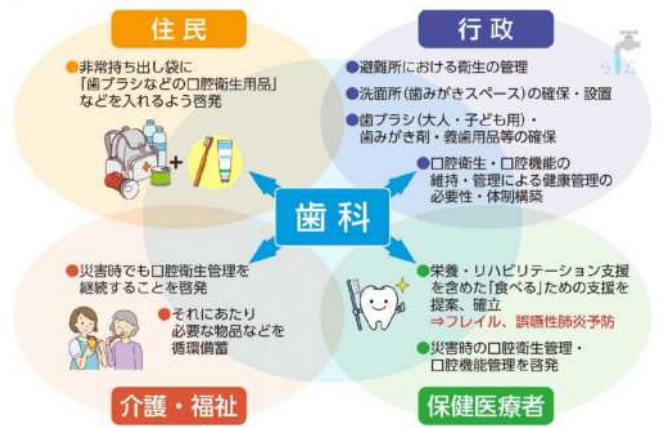 住民
●非常持ち出し袋に
「歯ブラシなどの口腔衛生用品」
などを入れるよう啓発
+
行政
●避難所における衛生の管理
●洗面所(歯みがきスペース)の確保・設置
●歯ブラシ(大人・子ども用)・
歯みがき剤・義歯用品等の確保
●口腔衛生・口腔機能の
維持・管理による健康管理の
必要性・体制構築
歯科
●災害時でも口腔衛生管理を
継続することを啓発
●それにあたり
必要な物品などを
循環備蓄
介護・福祉
●栄養・リハビリテーション支援
を含めた「食べる」ための支援を
提案、確立
⇒フレイル、誤嚥性肺炎予防
●災害時の口腔衛生管理・
口腔機能管理を啓発
保健医療者